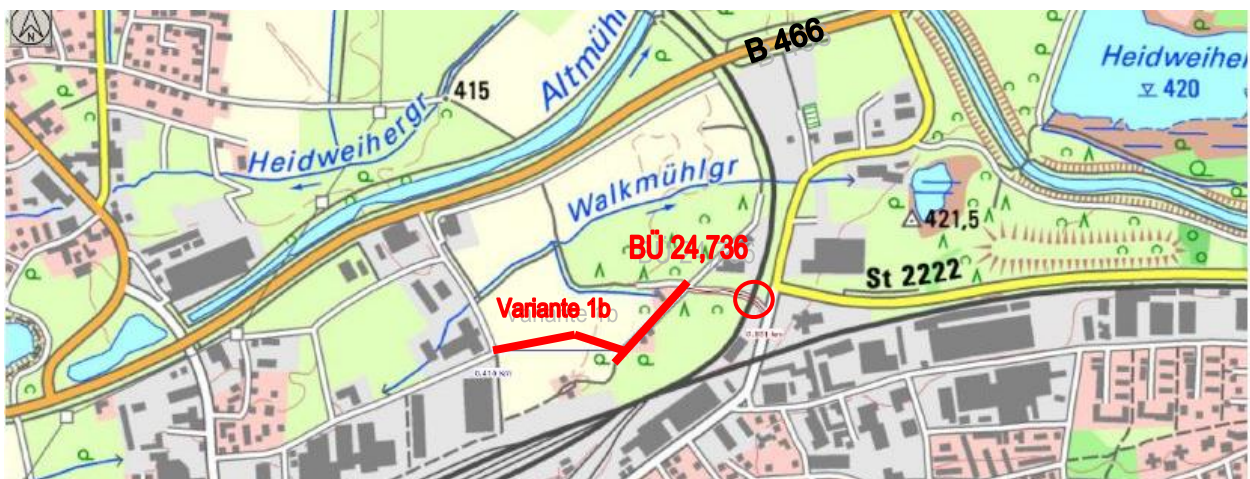 N
B 466
Altmühl
415
Heidweihergr
Heidweiher
420
Walkmühlgr
421,5
BÜ 24,736
St 2222
Variante 1b